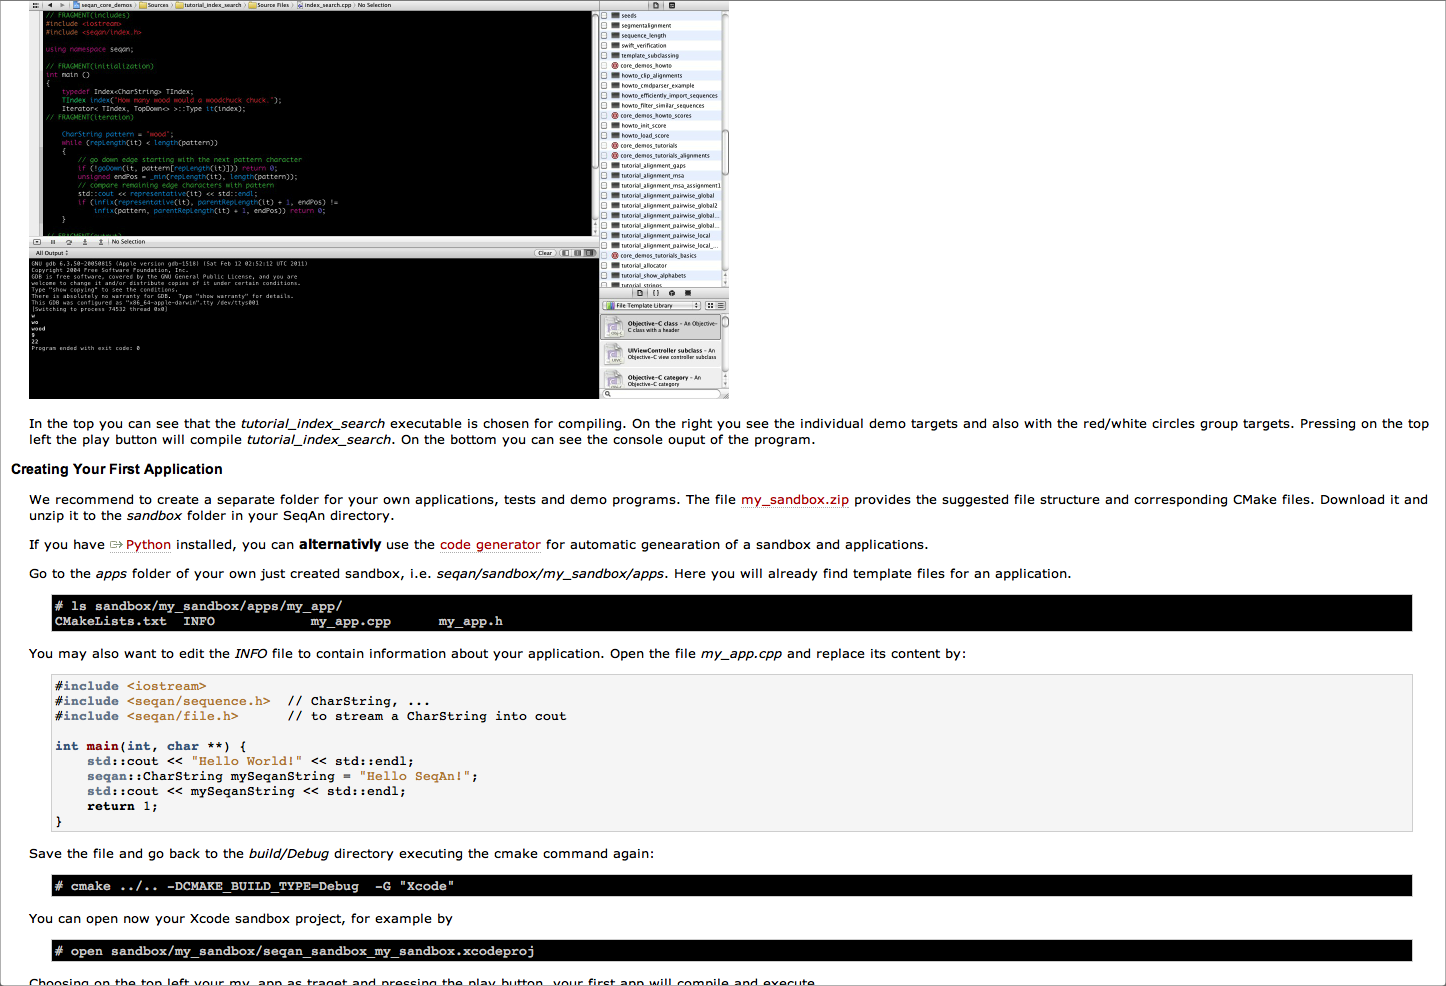 seqan_core_demos Sources tutorial_index_search Source Files index_search.cpp No Selection
// FRAGMENT(includes)
#include <iostream>
#include <seqan/index.h>
using namespace seqan;
// FRAGMENT(initialization)
int main ()
{
typedef Index<CharString> TIndex;
TIndex index("How many wood would a woodchuck chuck.");
Iterator< TIndex, TopDown<> >::Type it(index);
// FRAGMENT(iteration)
CharString pattern = "wood";
while (repLength(it) < length(pattern))
{
// go down edge starting with the next pattern character
if (!goDown(it, pattern[repLength(it)])) return 0;
unsigned endPos = _min(repLength(it), length(pattern));
// compare remaining edge characters with pattern
std::cout << representative(it) << std::endl;
if (infix(representative(it), parentRepLength(it) + 1, endPos) !=
infix(pattern, parentRepLength(it) + 1, endPos)) return 0;
}
No Selection
All Output Clear
GNU gdb 6.3.50-20050815 (Apple version gdb-1518) (Sat Feb 12 02:52:12 UTC 2011)
Copyright 2004 Free Software Foundation, Inc.
GDB is free software, covered by the GNU General Public License, and you are
welcome to change it and/or distribute copies of it under certain conditions.
Type "show copying" to see the conditions.
There is absolutely no warranty for GDB. Type "show warranty" for details.
This GDB was configured as "x86_64-apple-darwin".tty /dev/ttys001
[Switching to process 74532 thread 0x0]
w
wo
wood
9
22
Program ended with exit code: 0
seeds
segmentalignment
sequence_length
swift_verification
template_subclassing
core_demos_howto
howto_clip_alignments
howto_cmdparser_example
howto_efficiently_import_sequences
howto_filter_similar_sequences
core_demos_howto_scores
howto_init_score
howto_load_score
core_demos_tutorials
core_demos_tutorials_alignments
tutorial_alignment_gaps
tutorial_alignment_msa
tutorial_alignment_msa_assignment1
tutorial_alignment_pairwise_global
tutorial_alignment_pairwise_global2
tutorial_alignment_pairwise_global...
tutorial_alignment_pairwise_global...
tutorial_alignment_pairwise_local
tutorial_alignment_pairwise_local_...
core_demos_tutorials_basics
tutorial_allocator
tutorial_show_alphabets
tutorial_strings
File Template Library
Objective-C class - An Objective-
C class with a header
UIViewController subclass - An
Objective-C view controller subclass
Objective-C category - An
Objective-C category
In the top you can see that the tutorial_index_search executable is chosen for compiling. On the right you see the individual demo targets and also with the red/white circles group targets. Pressing on the top
left the play button will compile tutorial_index_search. On the bottom you can see the console ouput of the program.
Creating Your First Application
We recommend to create a separate folder for your own applications, tests and demo programs. The file my_sandbox.zip provides the suggested file structure and corresponding CMake files. Download it and
unzip it to the sandbox folder in your SeqAn directory.
If you have Python installed, you can alternativly use the code generator for automatic genearation of a sandbox and applications.
Go to the apps folder of your own just created sandbox, i.e. seqan/sandbox/my_sandbox/apps. Here you will already find template files for an application.
# ls sandbox/my_sandbox/apps/my_app/
CMakeLists.txt INFO my_app.cpp my_app.h
You may also want to edit the INFO file to contain information about your application. Open the file my_app.cpp and replace its content by:
#include <iostream>
#include <seqan/sequence.h> // CharString, ...
#include <seqan/file.h> // to stream a CharString into cout
int main(int, char **) {
std::cout << "Hello World!" << std::endl;
seqan::CharString mySeqanString = "Hello SeqAn!";
std::cout << mySeqanString << std::endl;
return 1;
}
Save the file and go back to the build/Debug directory executing the cmake command again:
# cmake ../.. -DCMAKE_BUILD_TYPE=Debug -G "Xcode"
You can open now your Xcode sandbox project, for example by
# open sandbox/my_sandbox/seqan_sandbox_my_sandbox.xcodeproj
Choosing on the top left your my_app as traget and pressing the play button, your first app will compile and execute.